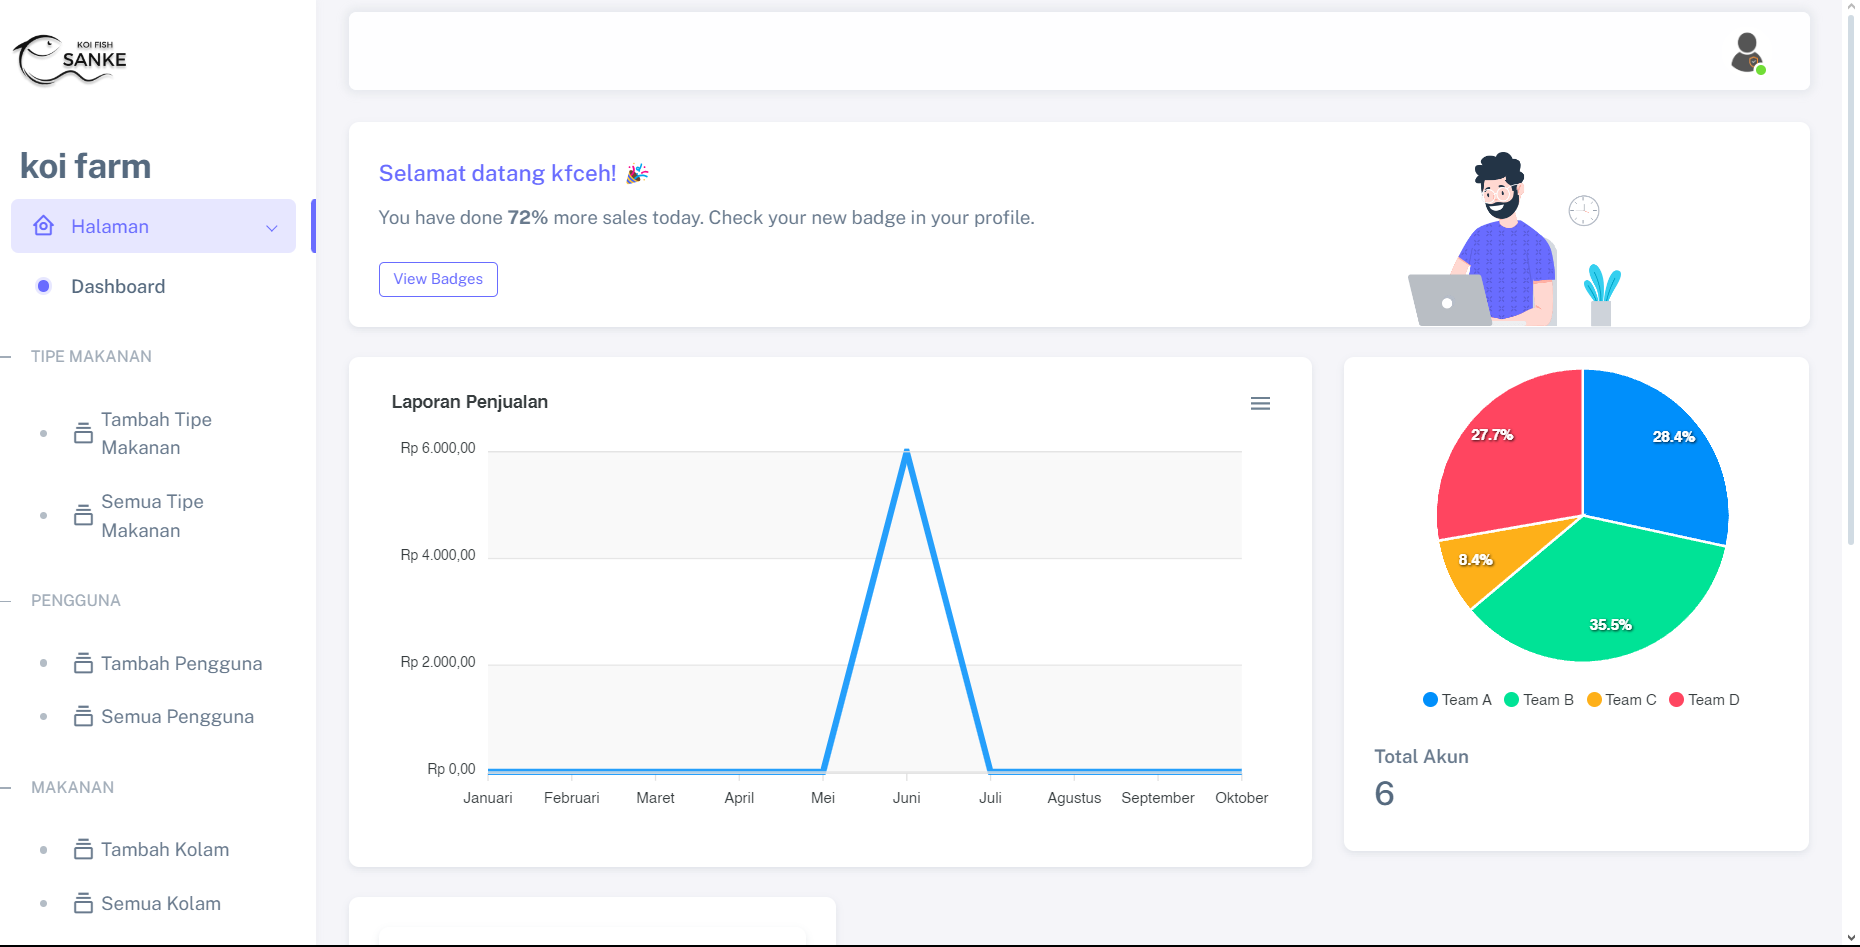 KOI FISH
SANKE
koi farm
Halaman
Dashboard
TIPE MAKANAN
Tambah Tipe
Makanan
Semua Tipe
Makanan
PENGGUNA
Tambah Pengguna
Semua Pengguna
MAKANAN
Tambah Kolam
Semua Kolam
Selamat datang kfceh! 🎉
You have done 72% more sales today. Check your new badge in your profile.
View Badges
Laporan Penjualan
Rp 6.000,00
Rp 4.000,00
Rp 2.000,00
Rp 0,00
Januari Februari Maret April Mei Juni Juli Agustus September Oktober
27.7%
28.4%
8.4%
35.5%
Team A Team B Team C Team D
Total Akun
6